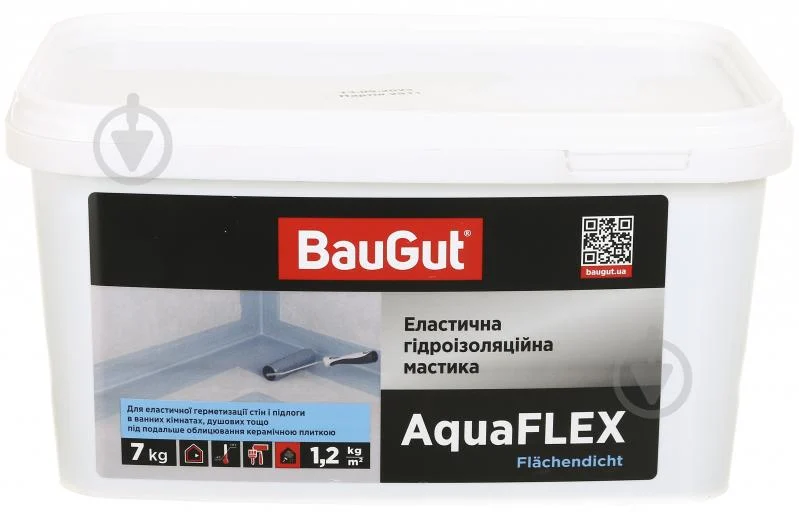 BauGut®
baugut.ua
Еластична
гідроізоляційна
мастика
Для еластичної герметизації стін і підлоги
в ванних кімнатах, душових тощо
під подальше облицювання керамічною плиткою
7 kg
1,2 kg/m²
AquaFLEX
Flächendicht